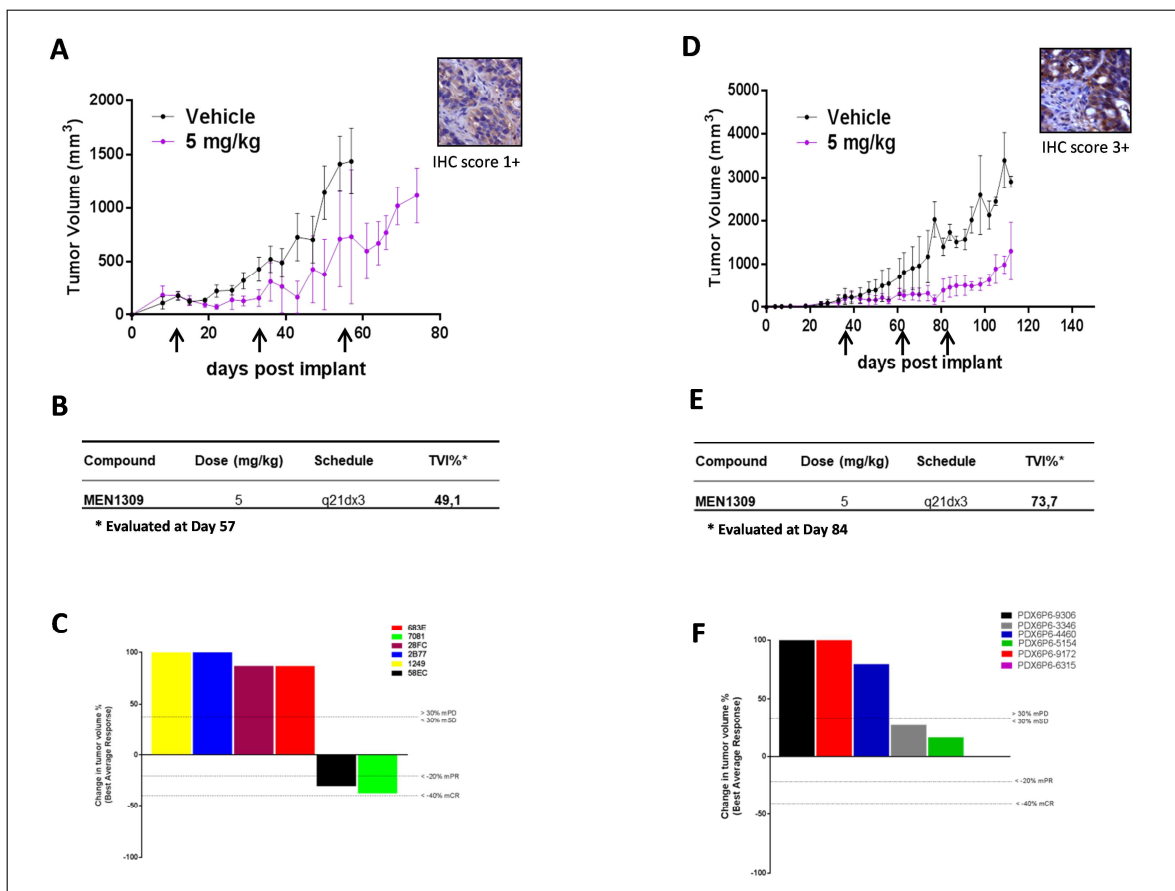 A
2000
1500
1000
500
0
Tumor Volume (mm³)
Vehicle
5 mg/kg
IHC score 1+
0 20 40 60 80
days post implant
B
Compound Dose (mg/kg) Schedule TVI%*
MEN1309 5 q21dx3 49,1
* Evaluated at Day 57
C
100
50
0
-50
-100
Change in tumor volume %
(Best Average Response)
683F
7081
28FC
2B77
1249
58EC
> 30% mPD
< 30% mSD
< -20% mPR
< -40% mCR
D
5000
4000
3000
2000
1000
0
Tumor Volume (mm³)
Vehicle
5 mg/kg
IHC score 3+
0 20 40 60 80 100 120 140
days post implant
E
Compound Dose (mg/kg) Schedule TVI%*
MEN1309 5 q21dx3 73,7
* Evaluated at Day 84
F
100
50
0
-50
-100
Change in tumor volume %
(Best Average Response)
PDX6P6-9306
PDX6P6-3346
PDX6P6-4460
PDX6P6-5154
PDX6P6-9172
PDX6P6-6315
> 30% mPD
< 30% mSD
< -20% mPR
< -40% mCR